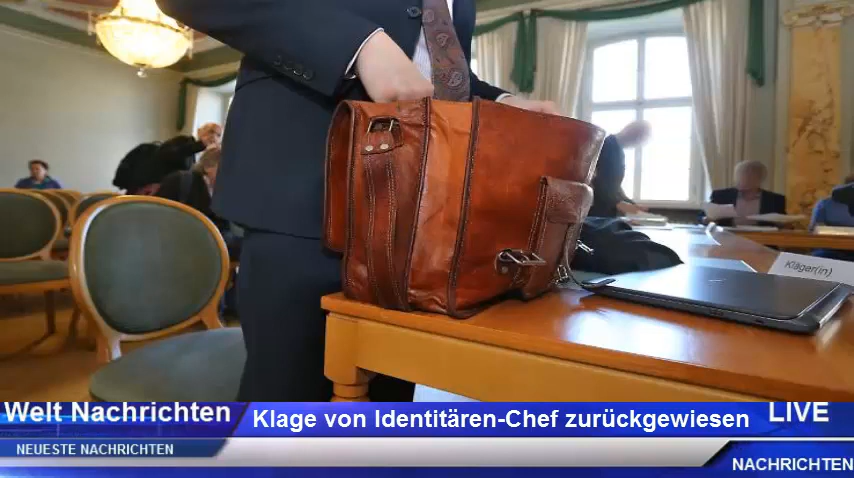 Kläger(in)
Welt Nachrichten
Klage von Identitären-Chef zurückgewiesen
LIVE
NEUESTE NACHRICHTEN
NACHRICHTEN